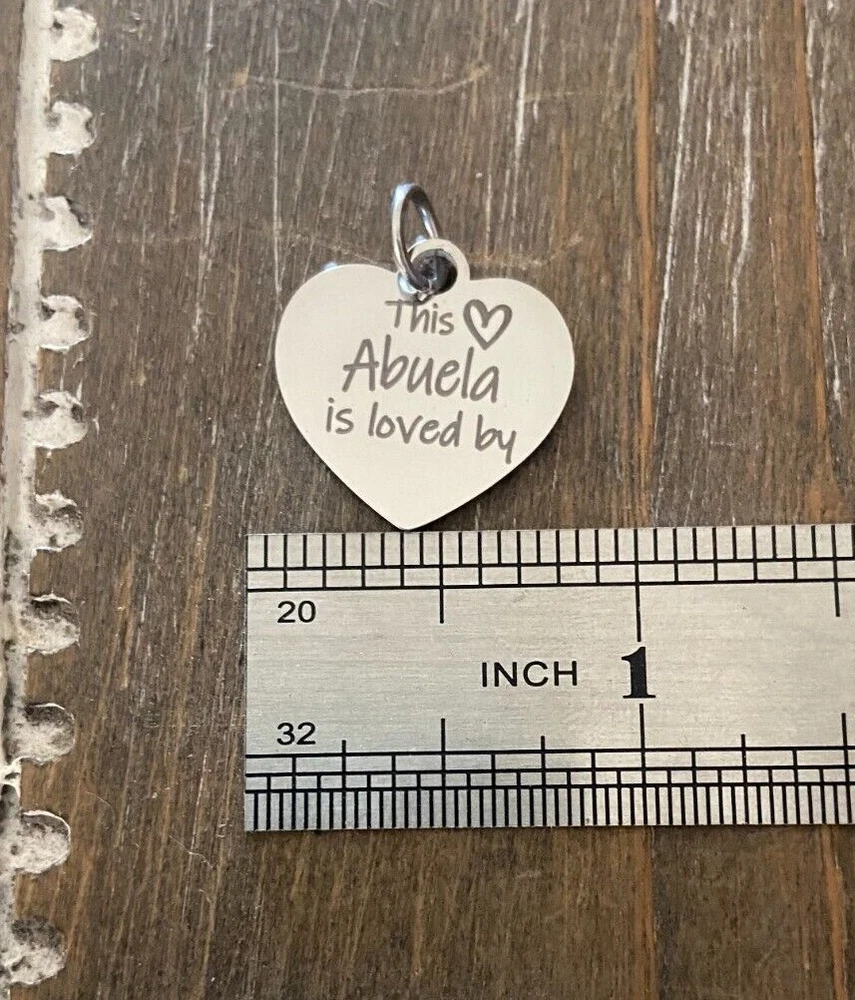 This
Abuela
is loved by
20
INCH 1
32